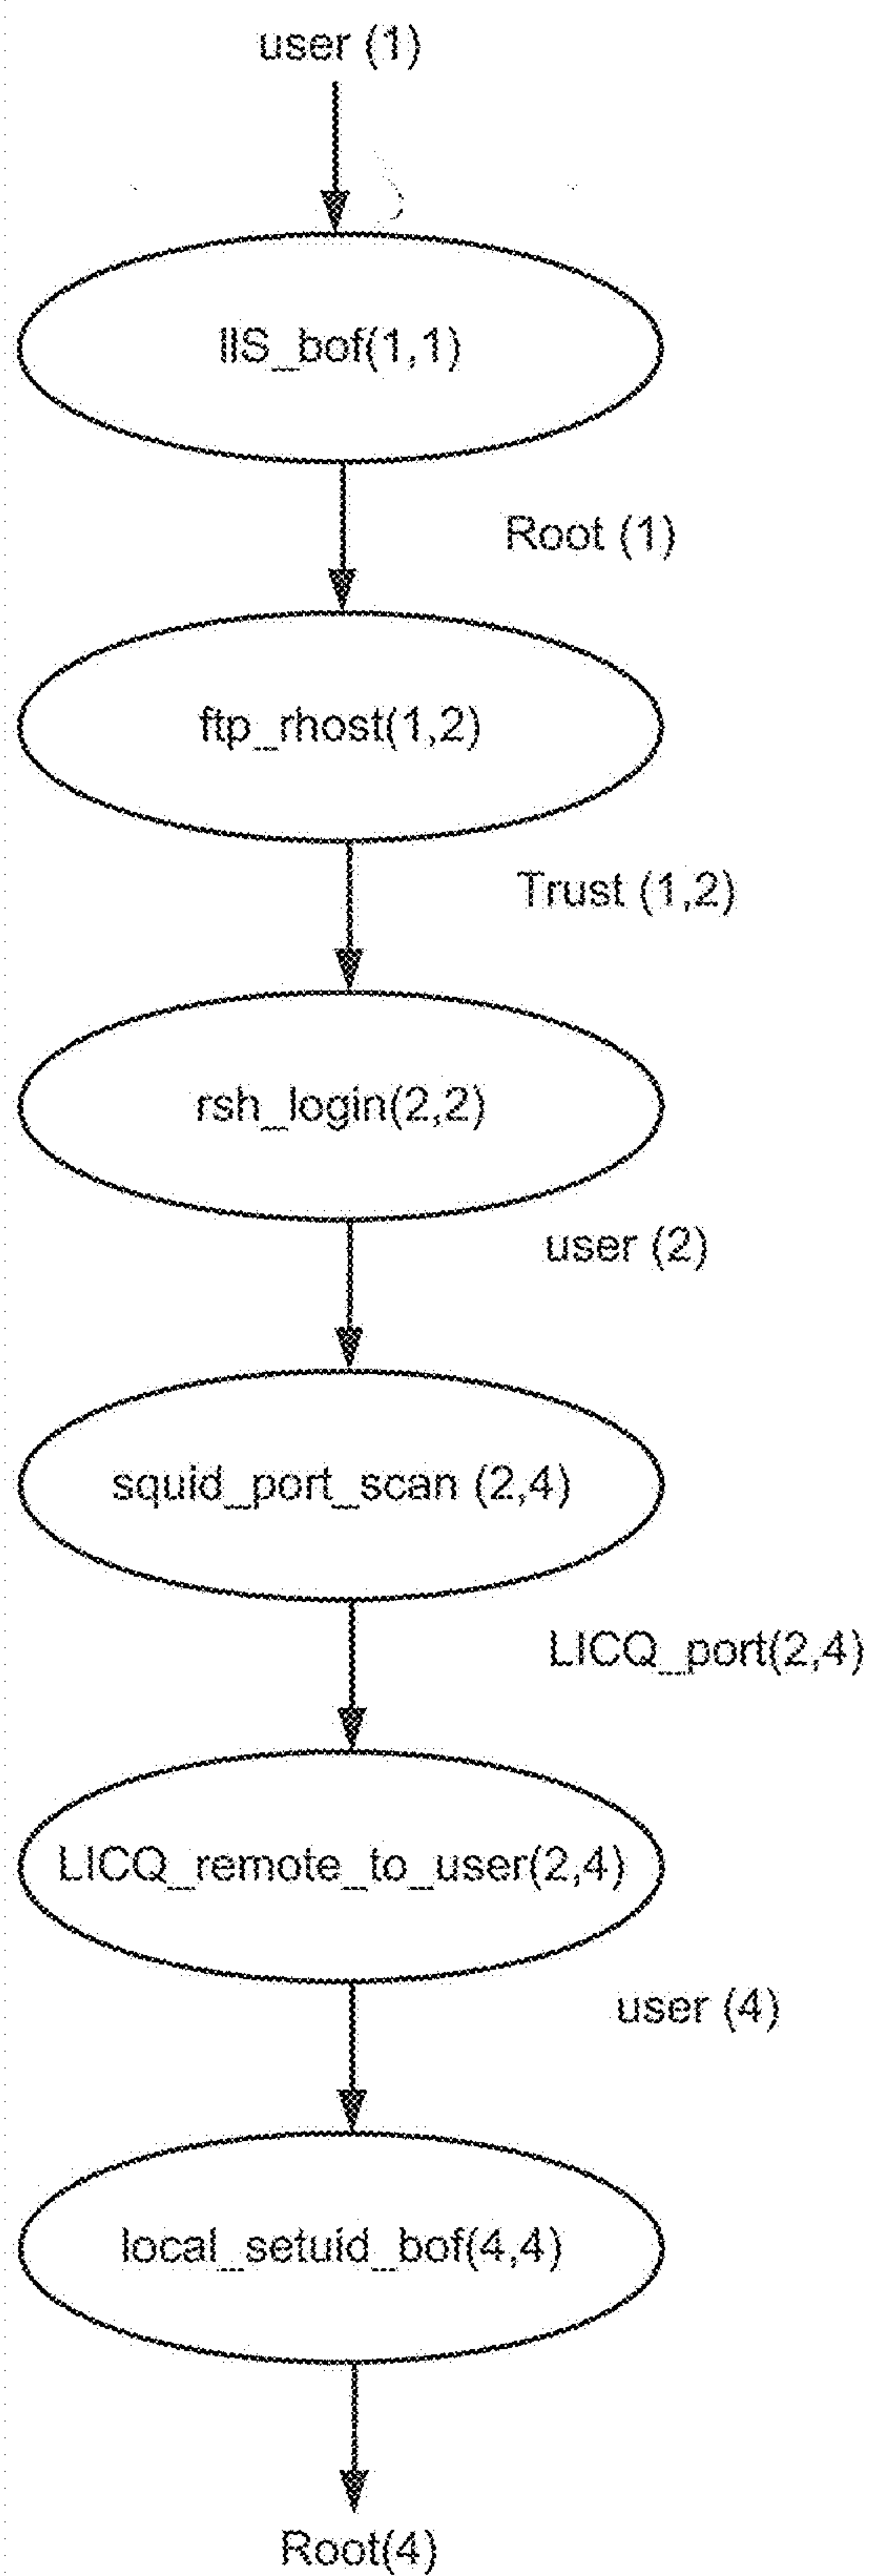 user (1)
IIS_bof(1,1)
Root (1)
ftp_rhost(1,2)
Trust (1,2)
rsh_login(2,2)
user (2)
squid_port_scan (2,4)
LICQ_port(2,4)
LICQ_remote_to_user(2,4)
user (4)
local_setuid_bof(4,4)
Root(4)